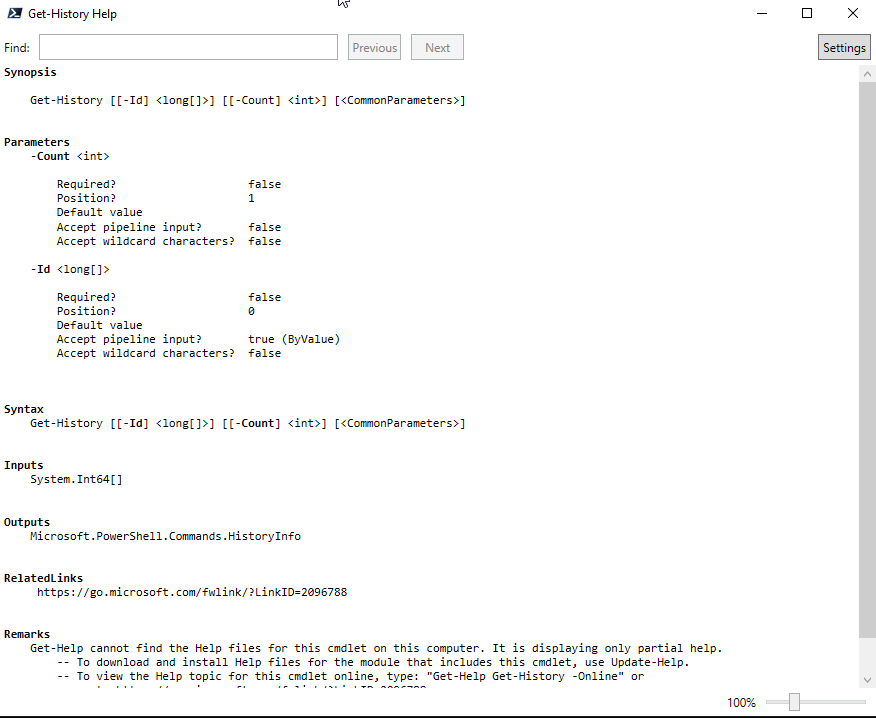 Get-History Help
Find:
Previous
Next
Settings
Synopsis
Get-History [[-Id] <long[]>] [[-Count] <int>] [<CommonParameters>]
Parameters
-Count <int>
Required? false
Position? 1
Default value
Accept pipeline input? false
Accept wildcard characters? false
-Id <long[]>
Required? false
Position? 0
Default value
Accept pipeline input? true (ByValue)
Accept wildcard characters? false
Syntax
Get-History [[-Id] <long[]>] [[-Count] <int>] [<CommonParameters>]
Inputs
System.Int64[]
Outputs
Microsoft.PowerShell.Commands.HistoryInfo
RelatedLinks
https://go.microsoft.com/fwlink/?LinkID=2096788
Remarks
Get-Help cannot find the Help files for this cmdlet on this computer. It is displaying only partial help.
-- To download and install Help files for the module that includes this cmdlet, use Update-Help.
-- To view the Help topic for this cmdlet online, type: "Get-Help Get-History -Online" or
100%